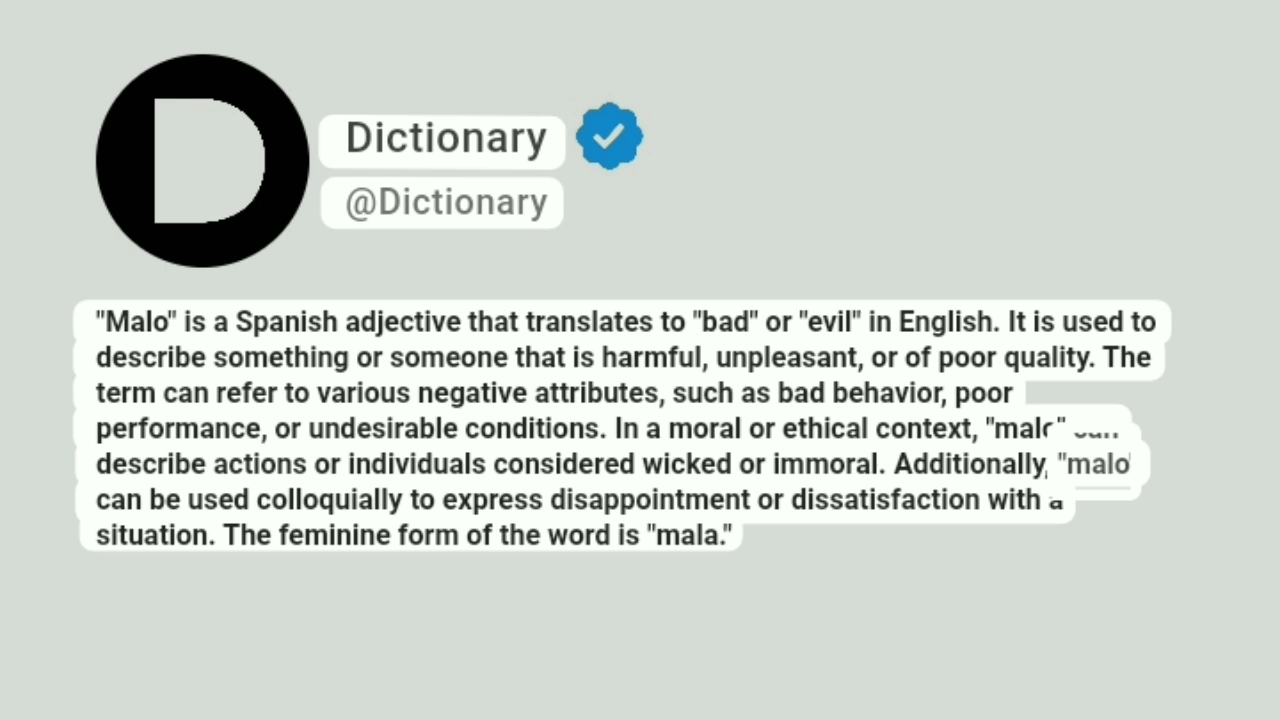 D
Dictionary
@Dictionary
"Malo" is a Spanish adjective that translates to "bad" or "evil" in English. It is used to
describe something or someone that is harmful, unpleasant, or of poor quality. The
term can refer to various negative attributes, such as bad behavior, poor
performance, or undesirable conditions. In a moral or ethical context, "malo" can
describe actions or individuals considered wicked or immoral. Additionally, "malo"
can be used colloquially to express disappointment or dissatisfaction with a
situation. The feminine form of the word is "mala."